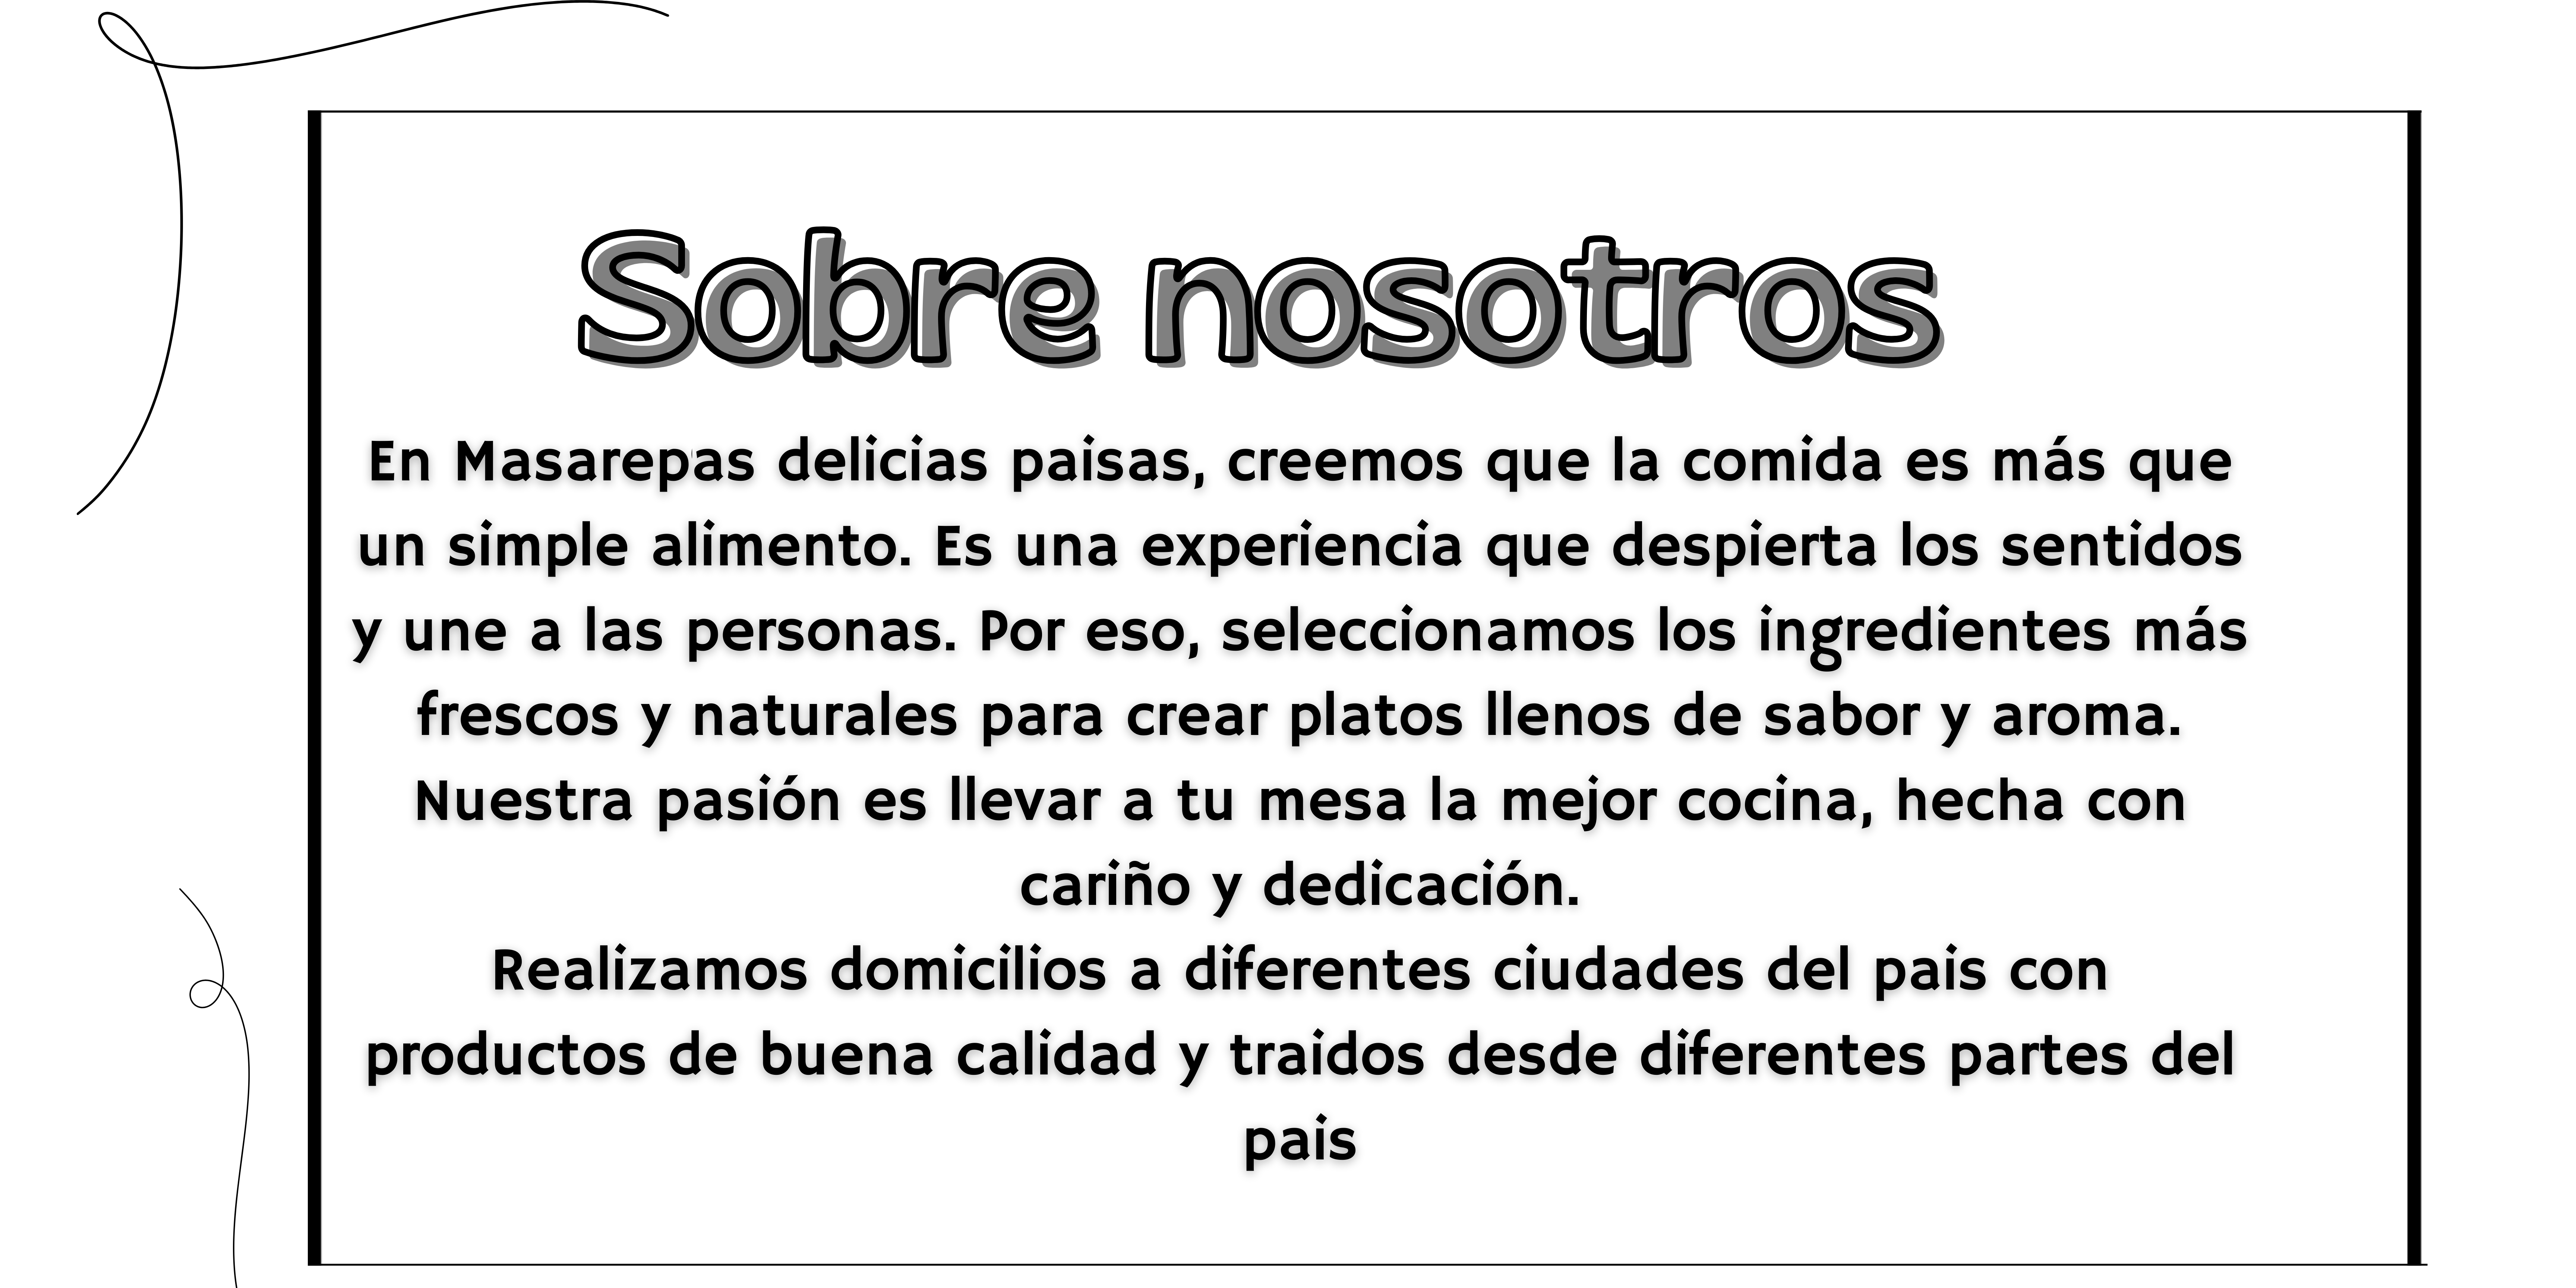 Sobre nosotros
En Masarepas delicias paisas, creemos que la comida es más que
un simple alimento. Es una experiencia que despierta los sentidos
y une a las personas. Por eso, seleccionamos los ingredientes más
frescos y naturales para crear platos llenos de sabor y aroma.
Nuestra pasión es llevar a tu mesa la mejor cocina, hecha con
cariño y dedicación.
Realizamos domicilios a diferentes ciudades del pais con
productos de buena calidad y traidos desde diferentes partes del
pais